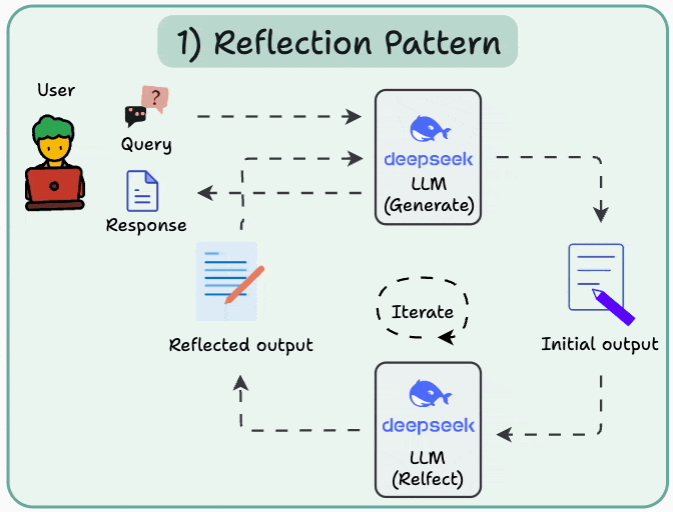 1) Reflection Pattern
User
?
Query
Response
deepseek
LLM
(Generate)
Reflected output
Iterate
Initial output
deepseek
LLM
(Relfect)